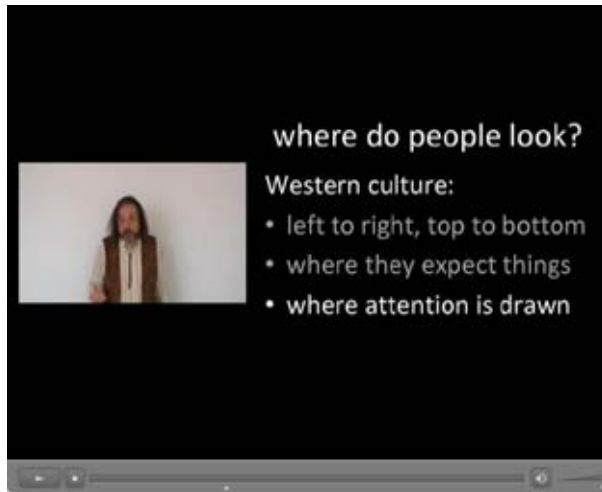 where do people look?
Western culture:
• left to right, top to bottom
• where they expect things
• where attention is drawn